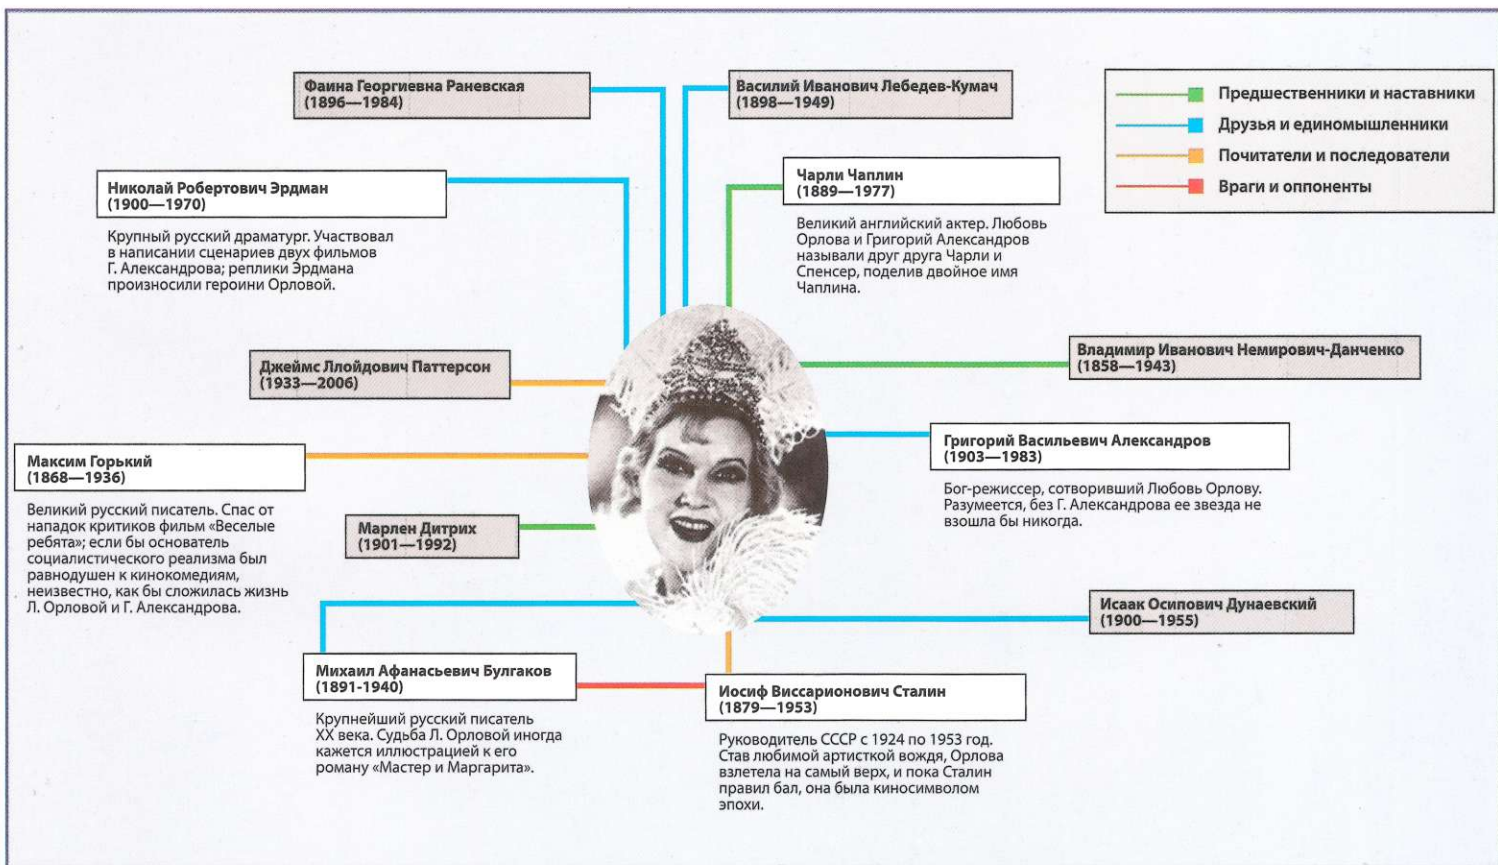 Фаина Георгиевна Раневская
(1896—1984)
Василий Иванович Лебедев-Кумач
(1898—1949)
Предшественники и наставники
Друзья и единомышленники
Почитатели и последователи
Враги и оппоненты
Николай Робертович Эрдман
(1900—1970)
Крупный русский драматург. Участвовал
в написании сценариев двух фильмов
Г. Александрова; реплики Эрдмана
произносили героини Орловой.
Чарли Чаплин
(1889—1977)
Великий английский актер. Любовь
Орлова и Григорий Александров
называли друг друга Чарли и
Спенсер, поделив двойное имя
Чаплина.
Джеймс Ллойдович Паттерсон
(1933—2006)
Владимир Иванович Немирович-Данченко
(1858—1943)
Максим Горький
(1868—1936)
Великий русский писатель. Спас от
нападок критиков фильм «Веселые
ребята»; если бы основатель
социалистического реализма был
равнодушен к кинокомедиям,
неизвестно, как бы сложилась жизнь
Л. Орловой и Г. Александрова.
Григорий Васильевич Александров
(1903—1983)
Бог-режиссер, сотворивший Любовь Орлову.
Разумеется, без Г. Александрова ее звезда не
взошла бы никогда.
Марлен Дитрих
(1901—1992)
Исаак Осипович Дунаевский
(1900—1955)
Михаил Афанасьевич Булгаков
(1891-1940)
Крупнейший русский писатель
XX века. Судьба Л. Орловой иногда
кажется иллюстрацией к его
роману «Мастер и Маргарита».
Иосиф Виссарионович Сталин
(1879—1953)
Руководитель СССР с 1924 по 1953 год.
Став любимой артисткой вождя, Орлова
взлетела на самый верх, и пока Сталин
правил бал, она была киносимволом
эпохи.